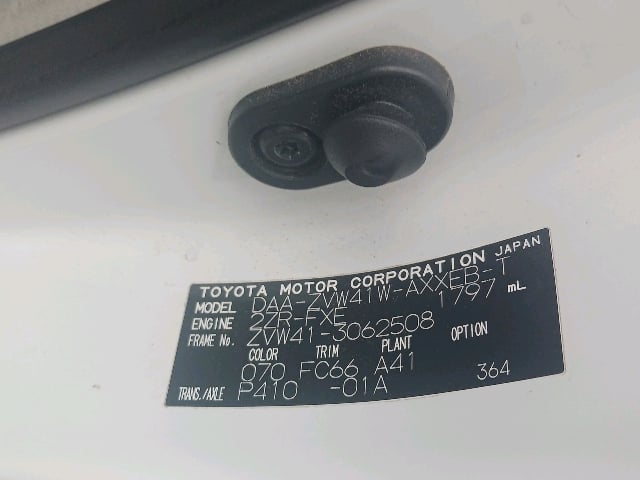 TOYOTA MOTOR CORPORATION JAPAN
MODEL DAA-ZVW41W-AXXEB-T
ENGINE 2ZR-FXE 1797 mL
FRAME No. ZVW41-3062508
COLOR TRIM PLANT OPTION
070 FC66 A41
TRANS./AXLE P410 -01A 364